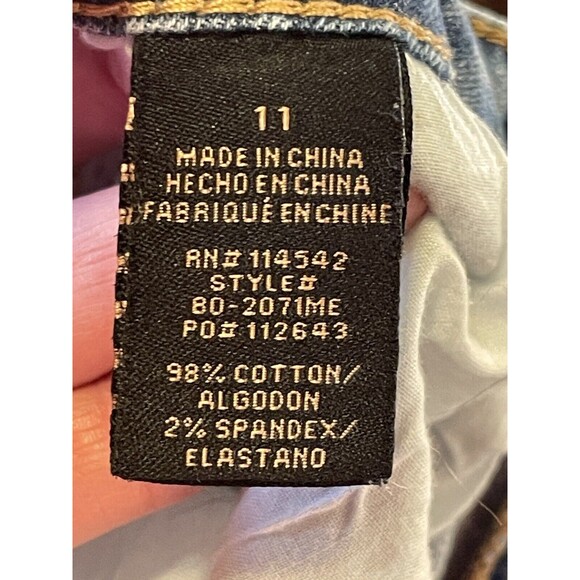 11
MADE IN CHINA
HECHO EN CHINA
FABRIQUÉ EN CHINE
RN# 114542
STYLE#
80-2071ME
PO# 112643
98% COTTON/
ALGODON
2% SPANDEX/
ELASTANO